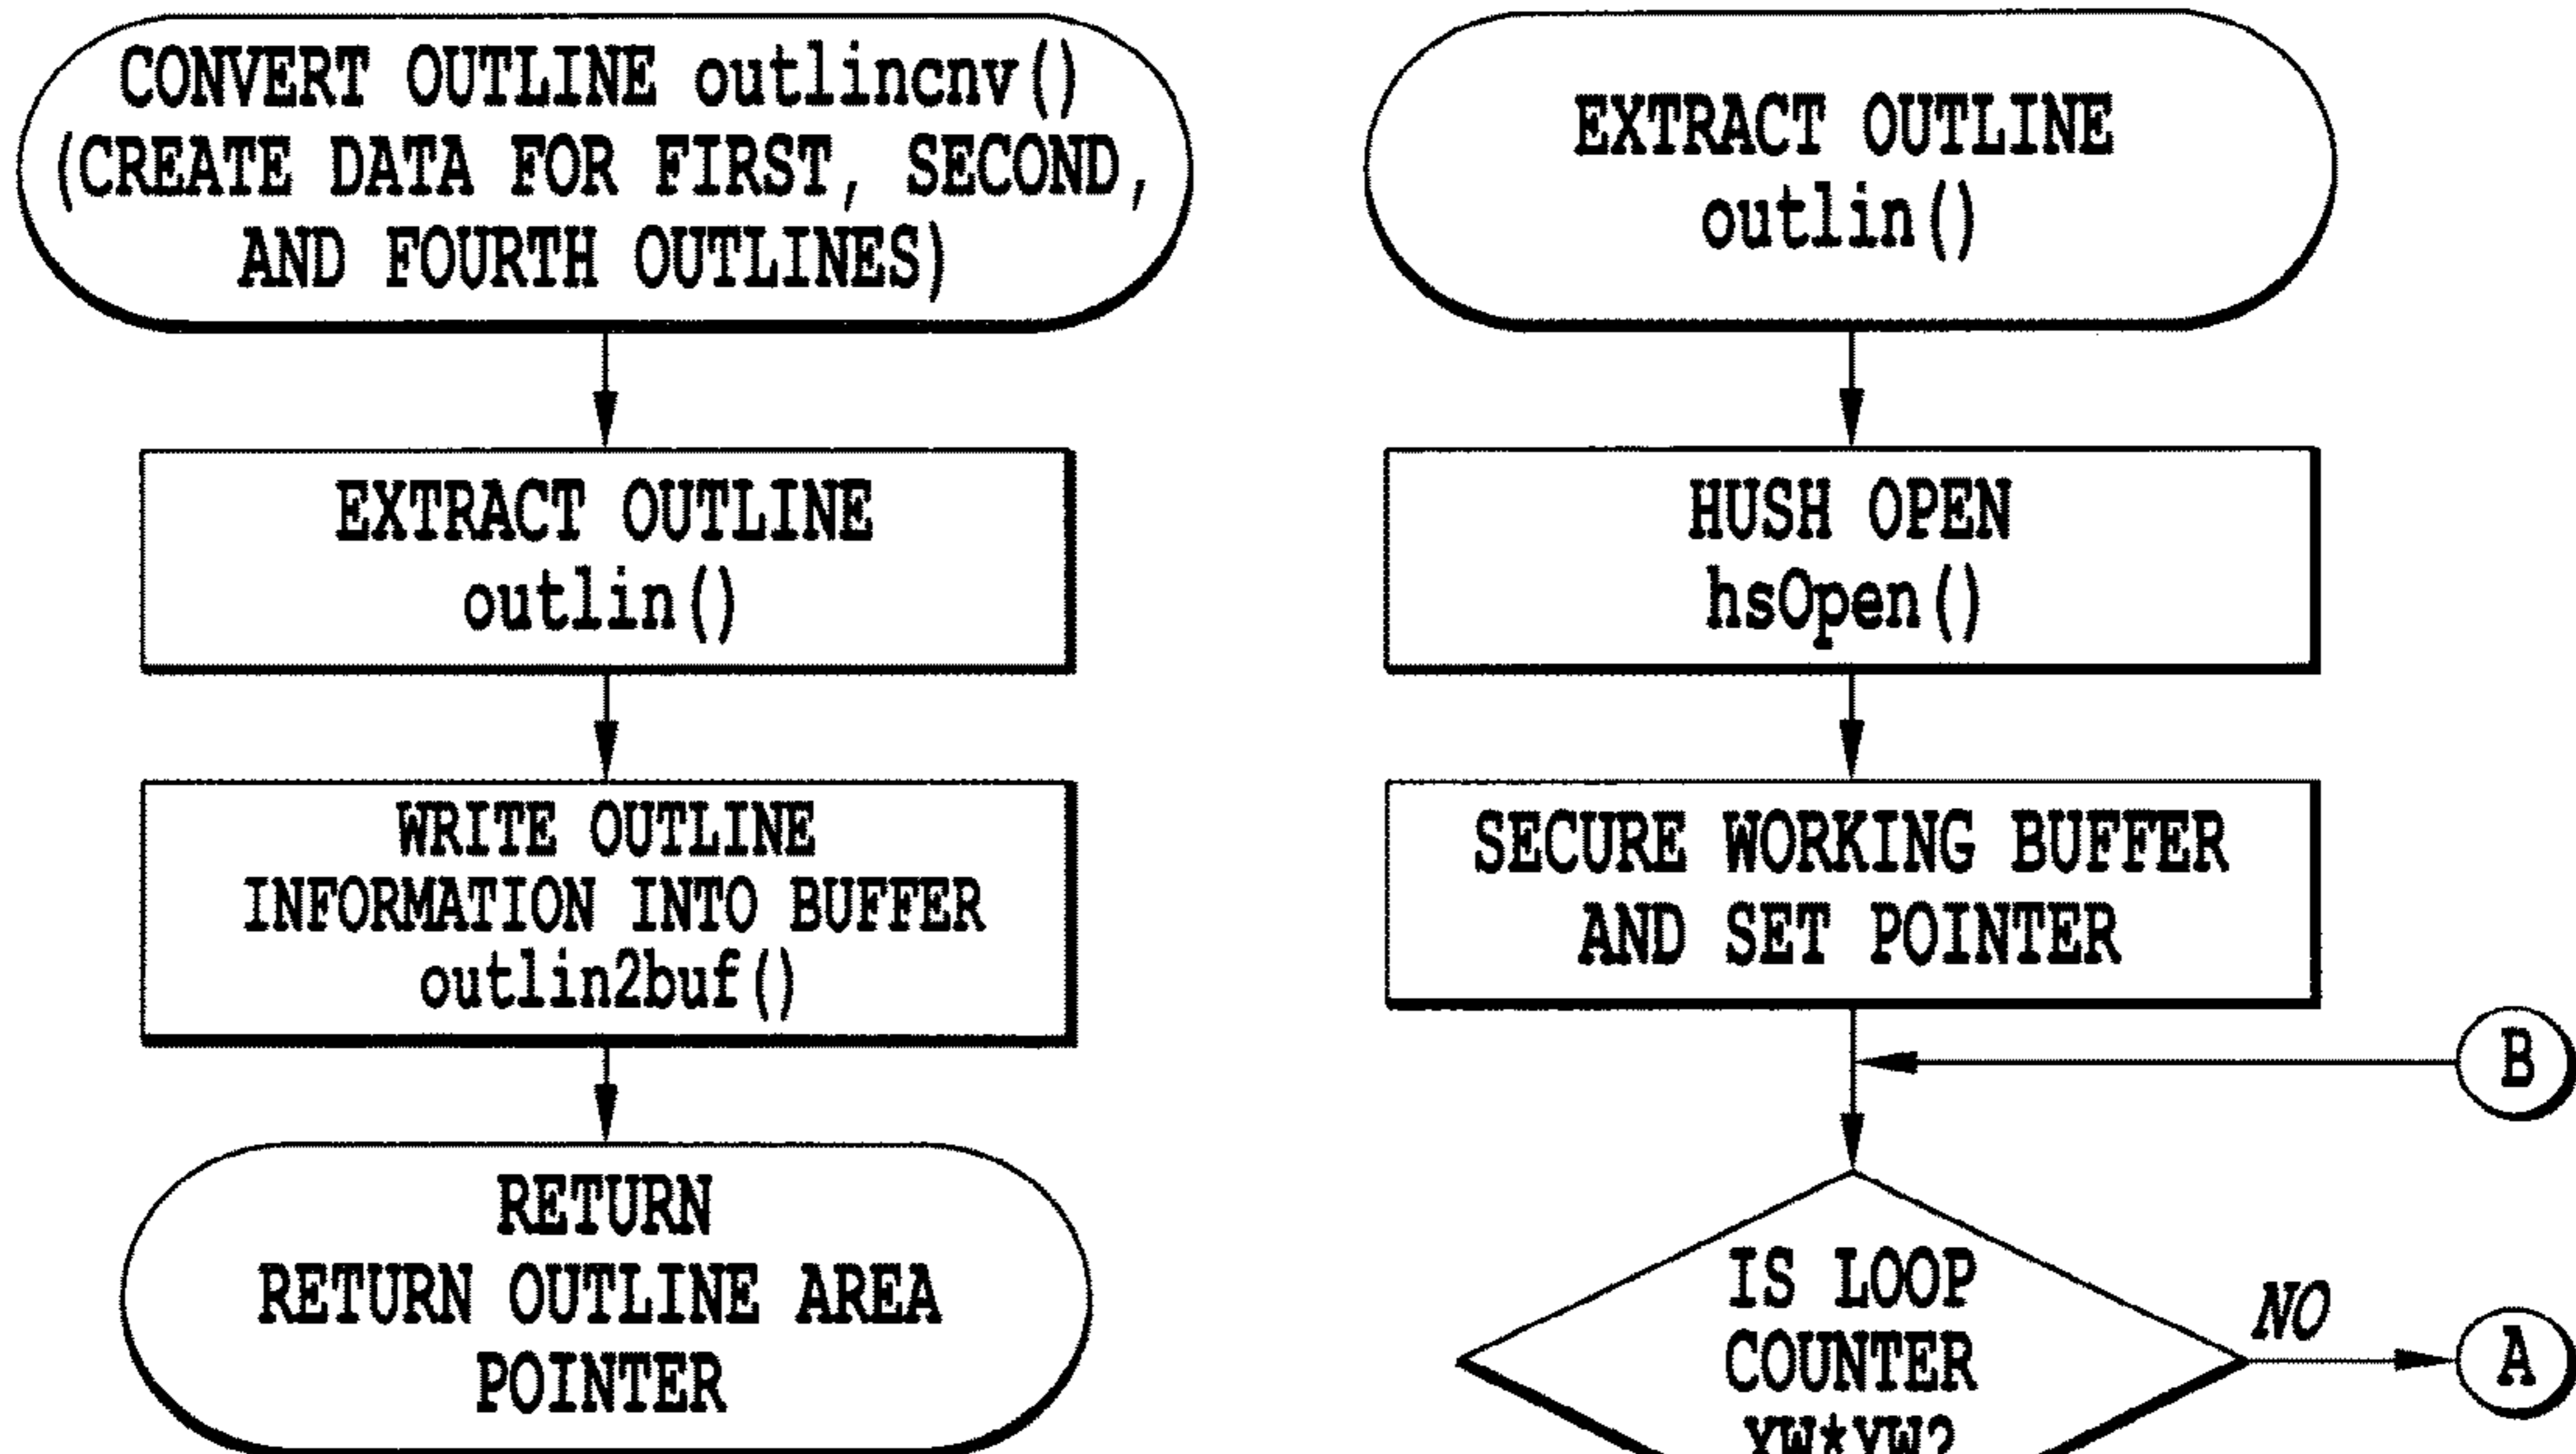 CONVERT OUTLINE outlincnv()
(CREATE DATA FOR FIRST, SECOND,
AND FOURTH OUTLINES)
EXTRACT OUTLINE
outlin()
WRITE OUTLINE
INFORMATION INTO BUFFER
outlin2buf()
RETURN
RETURN OUTLINE AREA
POINTER
EXTRACT OUTLINE
outlin()
HUSH OPEN
hsOpen()
SECURE WORKING BUFFER
AND SET POINTER
B
IS LOOP
COUNTER
XW*YW?
NO
A